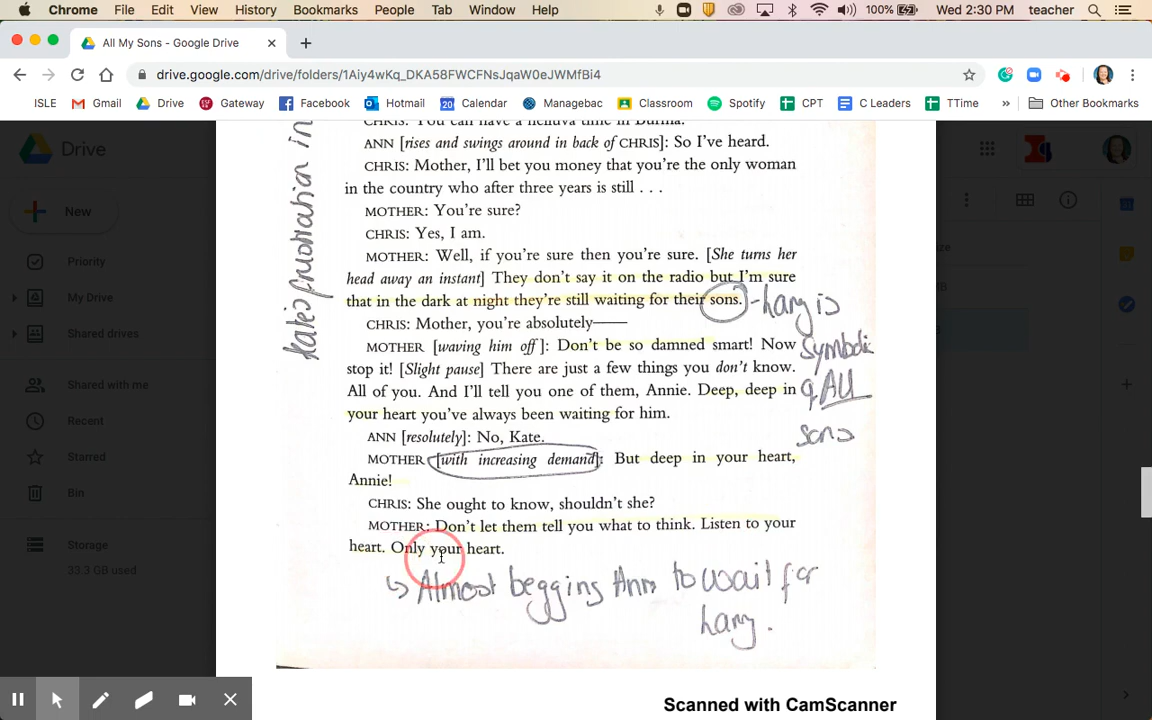 Chrome File Edit View History Bookmarks People Tab Window Help 100% Wed 2:30 PM teacher
All My Sons - Google Drive
drive.google.com/drive/folders/1Aiy4wKq_DKA58FWCFNsJqaW0eJWMfBi4
ISLE Gmail Drive Gateway Facebook Hotmail 20 Calendar Managebac Classroom Spotify CPT C Leaders TTime » Other Bookmarks
Drive
New
Priority
My Drive
Shared drives
Shared with me
Recent
Starred
Bin
Storage
33.3 GB used
Kate's frustration in
CHRIS: You can have a helluva time in Burma.
ANN [rises and swings around in back of CHRIS]: So I've heard.
CHRIS: Mother, I'll bet you money that you're the only woman
in the country who after three years is still . . .
MOTHER: You're sure?
CHRIS: Yes, I am.
MOTHER: Well, if you're sure then you're sure. [She turns her
head away an instant] They don't say it on the radio but I'm sure
that in the dark at night they're still waiting for their sons.
CHRIS: Mother, you're absolutely——
MOTHER [waving him off]: Don't be so damned smart! Now
stop it! [Slight pause] There are just a few things you don't know.
All of you. And I'll tell you one of them, Annie. Deep, deep in
your heart you've always been waiting for him.
ANN [resolutely]: No, Kate.
MOTHER [with increasing demand]: But deep in your heart,
Annie!
CHRIS: She ought to know, shouldn't she?
MOTHER: Don't let them tell you what to think. Listen to your
heart. Only your heart.
- Larry is
symbolic
of ALL
sons
↳ Almost begging Ann to wait for
Larry.
Scanned with CamScanner